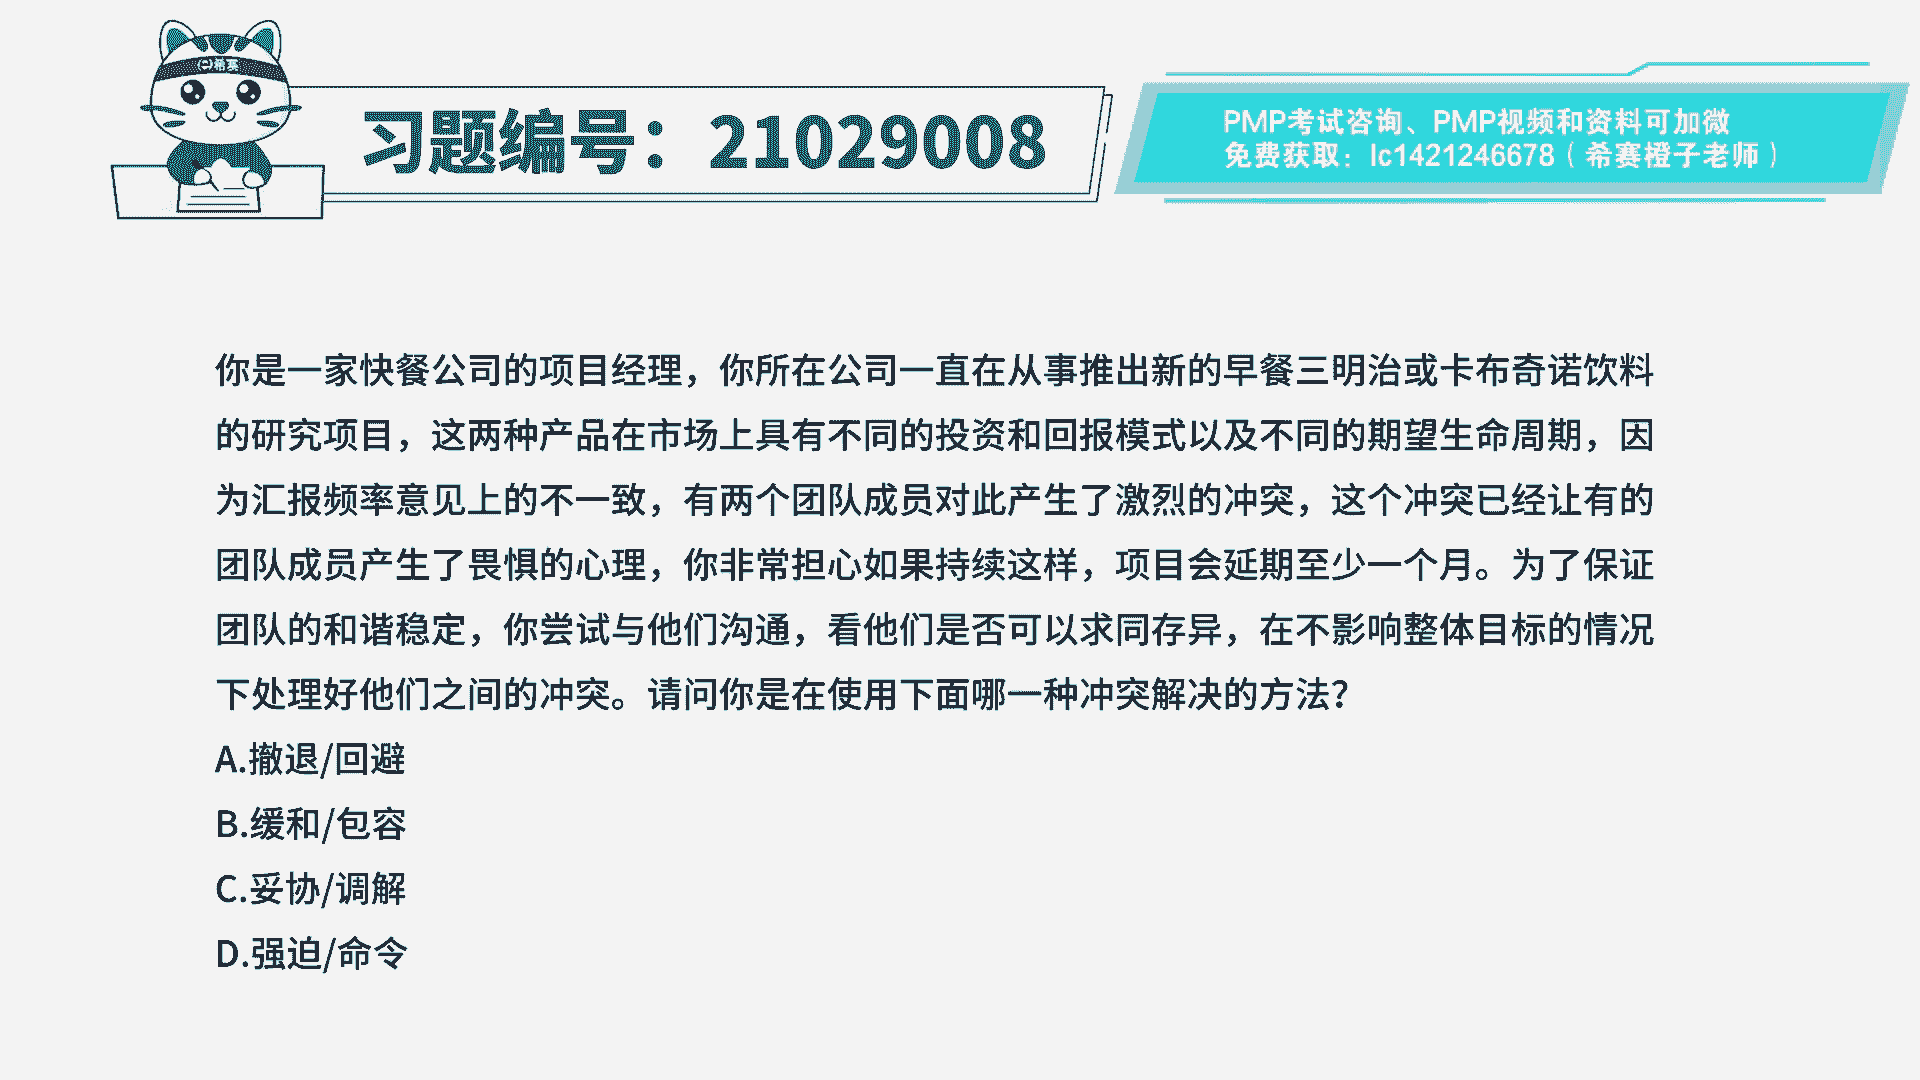 希赛
习题编号：21029008
PMP考试咨询、PMP视频和资料可加微
免费获取：lc1421246678（希赛橙子老师）
你是一家快餐公司的项目经理，你所在公司一直在从事推出新的早餐三明治或卡布奇诺饮料
的研究项目，这两种产品在市场上具有不同的投资和回报模式以及不同的期望生命周期，因
为汇报频率意见上的不一致，有两个团队成员对此产生了激烈的冲突，这个冲突已经让有的
团队成员产生了畏惧的心理，你非常担心如果持续这样，项目会延期至少一个月。为了保证
团队的和谐稳定，你尝试与他们沟通，看他们是否可以求同存异，在不影响整体目标的情况
下处理好他们之间的冲突。请问你是在使用下面哪一种冲突解决的方法？
A.撤退/回避
B.缓和/包容
C.妥协/调解
D.强迫/命令